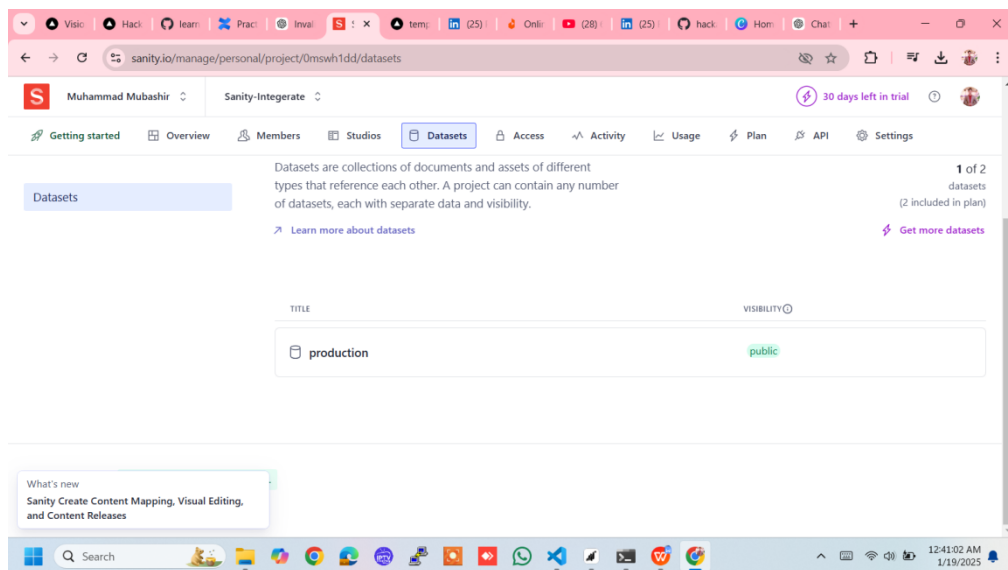 Visio
Hack
learn
Pract
Inval
S
S
temp
(25)
Onlir
(28)
(25)
hack
Hom
Chat
sanity.io/manage/personal/project/0mswh1dd/datasets
S Muhammad Mubashir Sanity-Integerate 30 days left in trial
Getting started Overview Members Studios Datasets Access Activity Usage Plan API Settings
Datasets
Datasets are collections of documents and assets of different
types that reference each other. A project can contain any number
of datasets, each with separate data and visibility.
Learn more about datasets
1 of 2
datasets
(2 included in plan)
Get more datasets
TITLE VISIBILITY
production public
What's new
Sanity Create Content Mapping, Visual Editing,
and Content Releases
Search
12:41:02 AM
1/19/2025